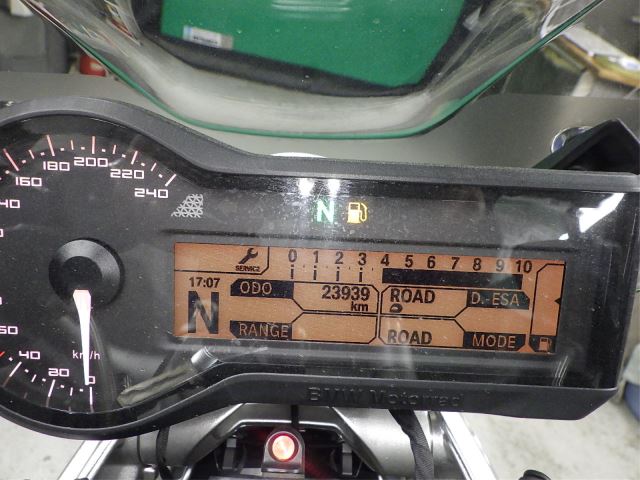 160 180 200 220 240
N
SERVICE
0 1 2 3 4 5 6 7 8 9 10
17:07
ODO 23939 km
ROAD D.-ESA
N
RANGE
ROAD MODE
km/h
40
20
0
BMW Motorrad